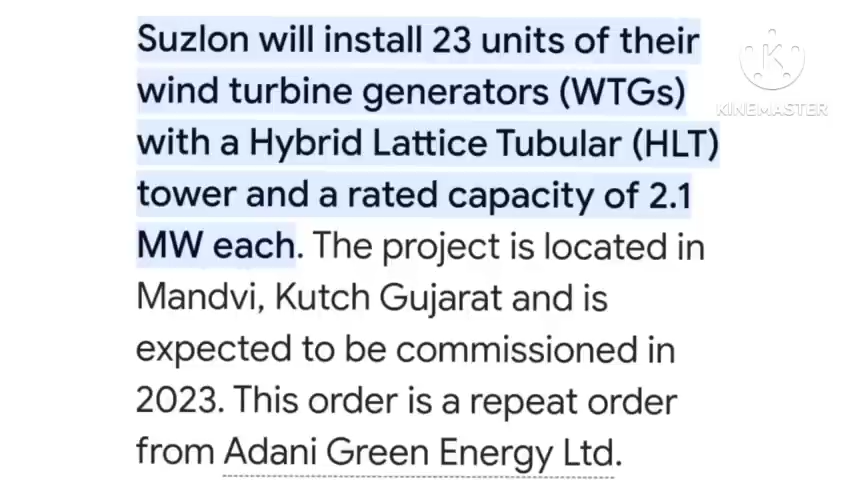 Suzlon will install 23 units of their
wind turbine generators (WTGs)
with a Hybrid Lattice Tubular (HLT)
tower and a rated capacity of 2.1
MW each. The project is located in
Mandvi, Kutch Gujarat and is
expected to be commissioned in
2023. This order is a repeat order
from Adani Green Energy Ltd.
K
KINEMASTER